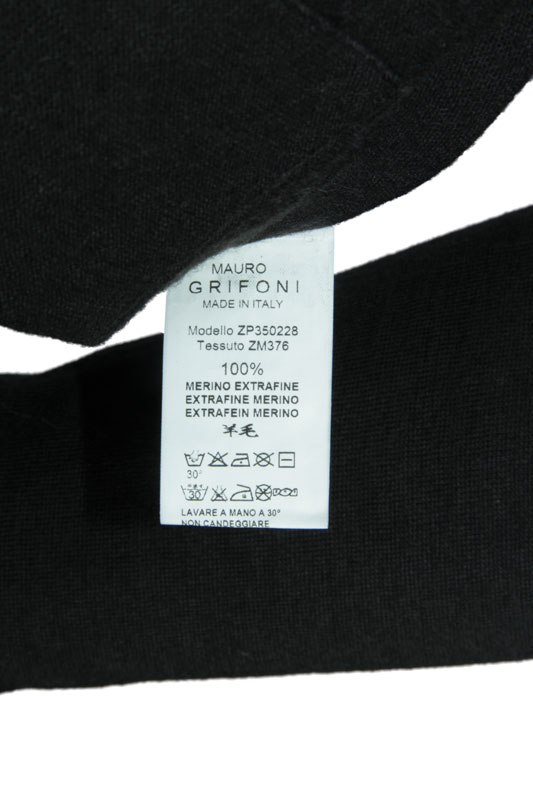 MAURO
GRIFONI
MADE IN ITALY
Modello ZP350228
Tessuto ZM376
100%
MERINO EXTRAFINE
EXTRAFINE MERINO
EXTRAFEIN MERINO
羊毛
30°
30
LAVARE A MANO A 30°
NON CANDEGGIARE